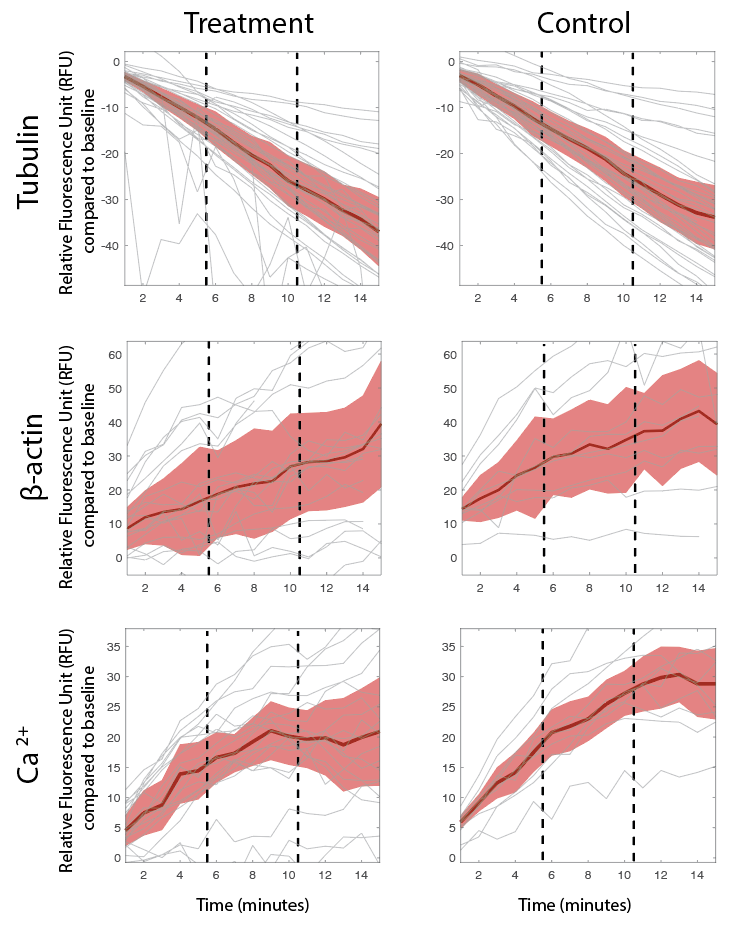 Treatment
Control
Tubulin
Relative Fluorescence Unit (RFU)
compared to baseline
0
-10
-20
-30
-40
2 4 6 8 10 12 14
0
-10
-20
-30
-40
2 4 6 8 10 12 14
β-actin
Relative Fluorescence Unit (RFU)
compared to baseline
60
50
40
30
20
10
0
2 4 6 8 10 12 14
60
50
40
30
20
10
0
2 4 6 8 10 12 14
Ca 2+
Relative Fluorescence Unit (RFU)
compared to baseline
35
30
25
20
15
10
5
0
2 4 6 8 10 12 14
35
30
25
20
15
10
5
0
2 4 6 8 10 12 14
Time (minutes)
Time (minutes)